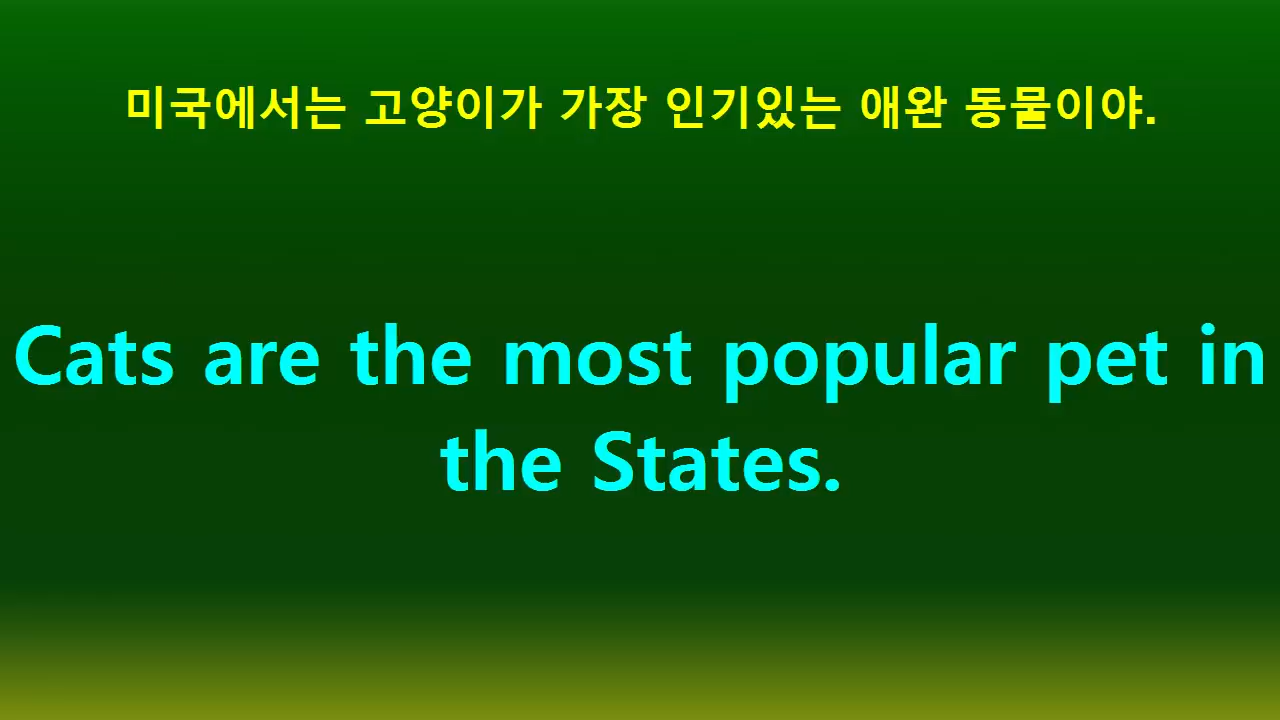 미국에서는 고양이가 가장 인기있는 애완 동물이야.
Cats are the most popular pet in
the States.